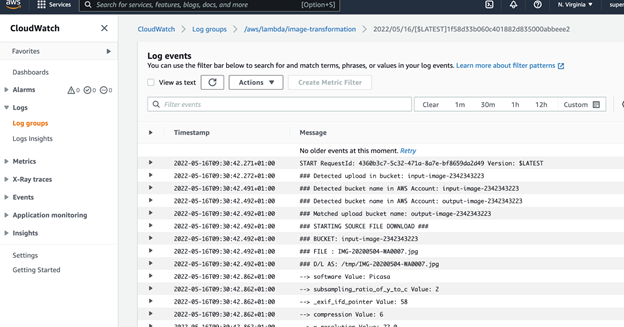 aws
Services
Search for services, features, blogs, docs, and more
[Option+S]
N. Virginia
super
CloudWatch
Favorites
Dashboards
Alarms
0
0
0
Logs
Log groups
Logs Insights
Metrics
X-Ray traces
Events
Application monitoring
Insights
Settings
Getting Started
CloudWatch
Log groups
/aws/lambda/image-transformation
2022/05/16/[$LATEST]1f58d33b060c401882d835000abbeee2
Log events
You can use the filter bar below to search for and match terms, phrases, or values in your log events. Learn more about filter patterns
View as text
Actions
Create Metric Filter
Filter events
Clear
1m
30m
1h
12h
Custom
Timestamp
Message
No older events at this moment. Retry
2022-05-16T09:30:42.271+01:00 START RequestId: 4360b3c7-5c32-471a-8a7e-bf8659da2d49 Version: $LATEST
2022-05-16T09:30:42.272+01:00 ### Detected upload in bucket: input-image-2342343223
2022-05-16T09:30:42.491+01:00 ### Detected bucket name in AWS Account: input-image-2342343223
2022-05-16T09:30:42.492+01:00 ### Detected bucket name in AWS Account: output-image-2342343223
2022-05-16T09:30:42.492+01:00 ### Matched upload bucket name: output-image-2342343223
2022-05-16T09:30:42.492+01:00 ### STARTING SOURCE FILE DOWNLOAD ###
2022-05-16T09:30:42.492+01:00 ### BUCKET: input-image-2342343223
2022-05-16T09:30:42.492+01:00 ### FILE : IMG-20200504-WA0007.jpg
2022-05-16T09:30:42.492+01:00 ### D/L AS: /tmp/IMG-20200504-WA0007.jpg
2022-05-16T09:30:42.862+01:00 --> software Value: Picasa
2022-05-16T09:30:42.862+01:00 --> subsampling_ratio_of_y_to_c Value: 2
2022-05-16T09:30:42.862+01:00 --> _exif_ifd_pointer Value: 58
2022-05-16T09:30:42.862+01:00 --> compression Value: 6